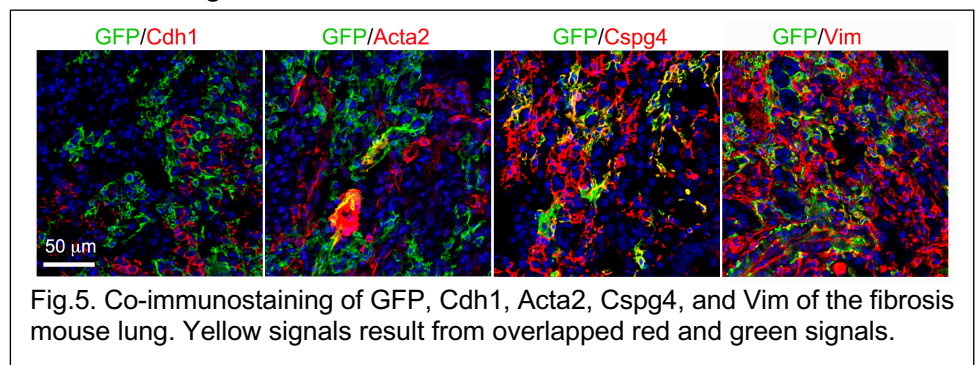 GFP/Cdh1 GFP/Acta2 GFP/Cspg4 GFP/Vim
50 μm
Fig.5. Co-immunostaining of GFP, Cdh1, Acta2, Cspg4, and Vim of the fibrosis
mouse lung. Yellow signals result from overlapped red and green signals.